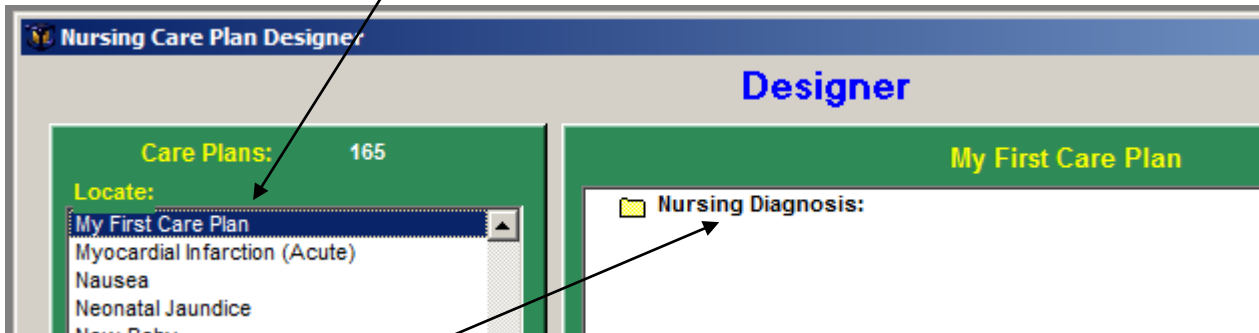 Nursing Care Plan Designer
Designer
Care Plans: 165
Locate:
My First Care Plan
Myocardial Infarction (Acute)
Nausea
Neonatal Jaundice
My First Care Plan
Nursing Diagnosis: